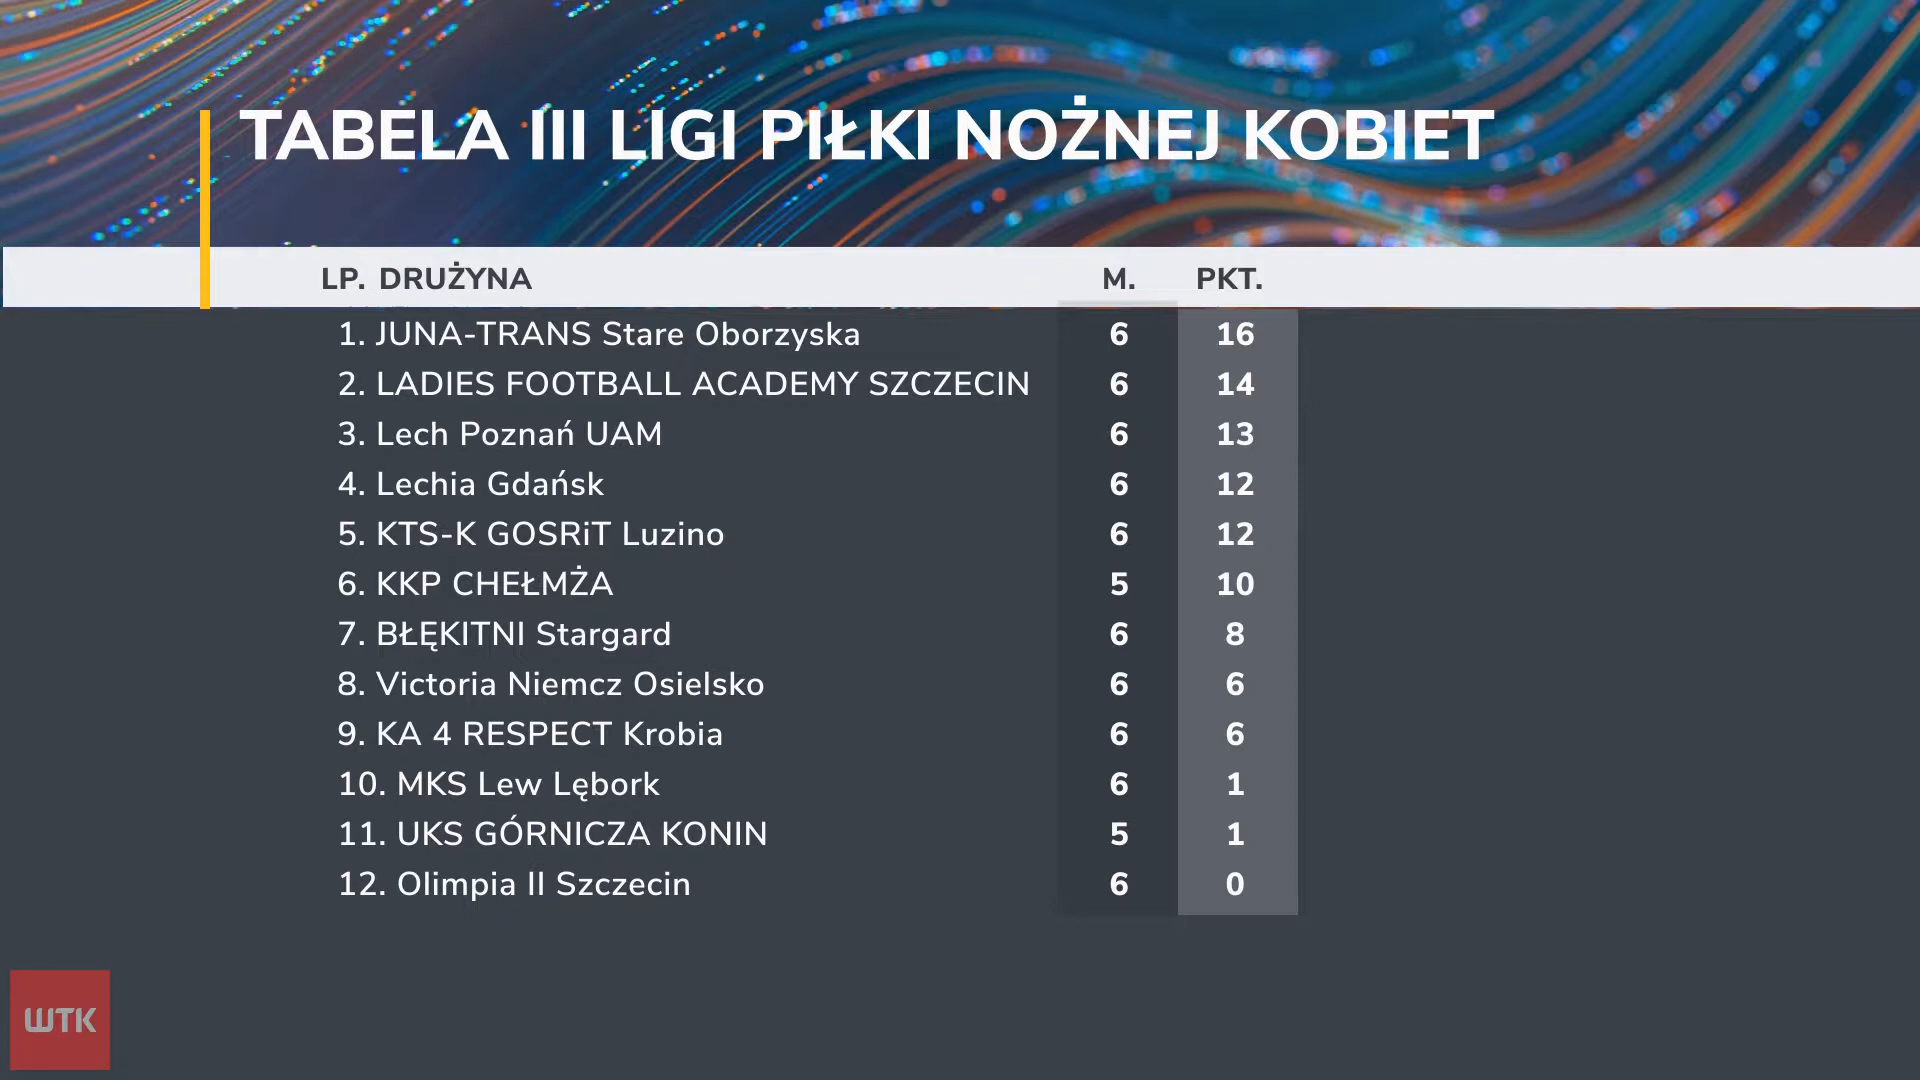 TABELA III LIGI PIŁKI NOŻNEJ KOBIET
LP. DRUŻYNA M. PKT.
1. JUNA-TRANS Stare Oborzyska 6 16
2. LADIES FOOTBALL ACADEMY SZCZECIN 6 14
3. Lech Poznań UAM 6 13
4. Lechia Gdańsk 6 12
5. KTS-K GOSRiT Luzino 6 12
6. KKP CHEŁMŻA 5 10
7. BŁĘKITNI Stargard 6 8
8. Victoria Niemcz Osielsko 6 6
9. KA 4 RESPECT Krobia 6 6
10. MKS Lew Lębork 6 1
11. UKS GÓRNICZA KONIN 5 1
12. Olimpia II Szczecin 6 0
WTK